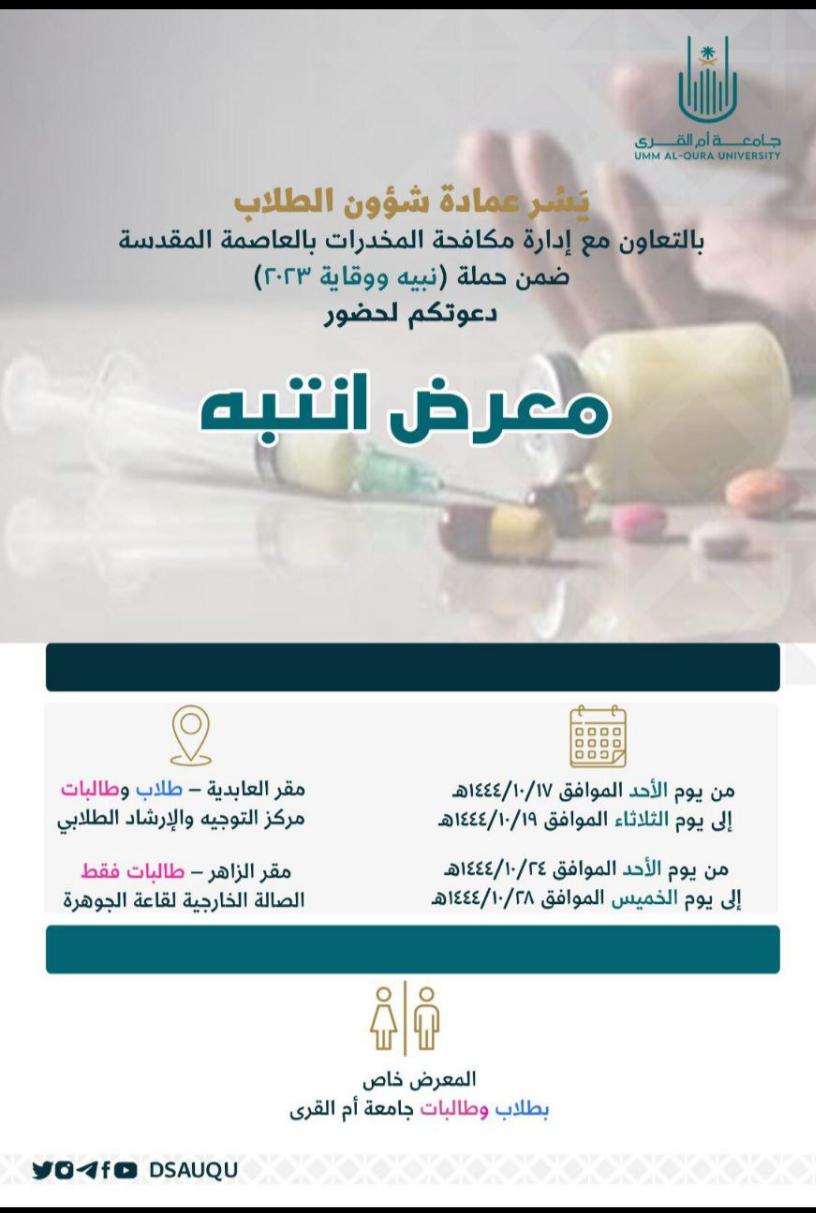 جامعة أم القرى
UMM AL-QURA UNIVERSITY
يَسُر عمادة شؤون الطلاب
بالتعاون مع إدارة مكافحة المخدرات بالعاصمة المقدسة
ضمن حملة (نبيه ووقاية ٢٠٢٣)
دعوتكم لحضور
معرض انتبه
من يوم الأحد الموافق ١٤٤٤/١٠/١٧هـ
إلى يوم الثلاثاء الموافق ١٤٤٤/١٠/١٩هـ
مقر العابدية – طلاب وطالبات
مركز التوجيه والإرشاد الطلابي
من يوم الأحد الموافق ١٤٤٤/١٠/٢٤هـ
إلى يوم الخميس الموافق ١٤٤٤/١٠/٢٨هـ
مقر الزاهر – طالبات فقط
الصالة الخارجية لقاعة الجوهرة
المعرض خاص
بطلاب وطالبات جامعة أم القرى
DSAUQU